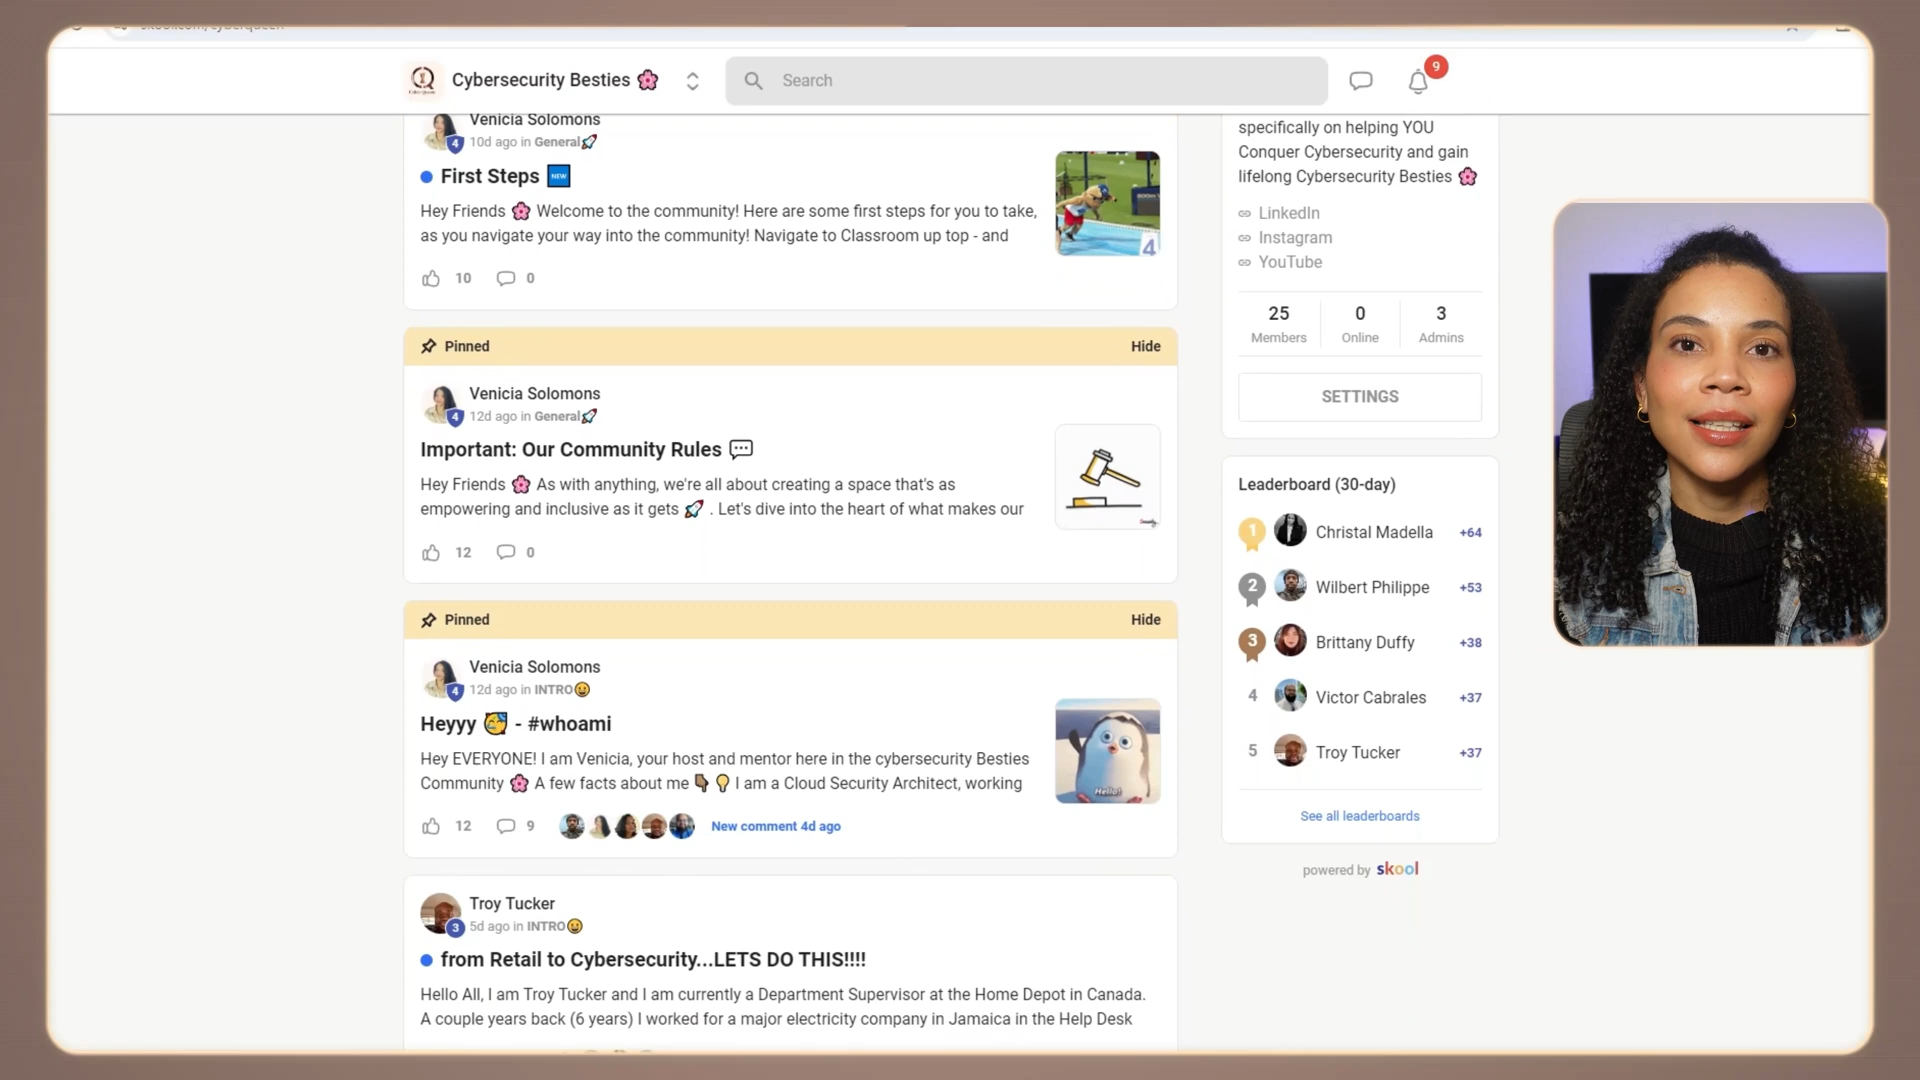 Cybersecurity Besties 🌸
Search
9
Venicia Solomons
4
10d ago in General🚀
First Steps 🆕
Hey Friends 🌸 Welcome to the community! Here are some first steps for you to take,
as you navigate your way into the community! Navigate to Classroom up top - and
4
10
0
Pinned
Hide
Venicia Solomons
4
12d ago in General🚀
Important: Our Community Rules 💬
Hey Friends 🌸 As with anything, we're all about creating a space that's as
empowering and inclusive as it gets 🚀 . Let's dive into the heart of what makes our
12
0
Pinned
Hide
Venicia Solomons
4
12d ago in INTRO😃
Heyyy 🥳 - #whoami
Hey EVERYONE! I am Venicia, your host and mentor here in the cybersecurity Besties
Community 🌸 A few facts about me 👇🏾 💡 I am a Cloud Security Architect, working
Hello!
12
9
New comment 4d ago
Troy Tucker
3
5d ago in INTRO😃
from Retail to Cybersecurity...LETS DO THIS!!!!
Hello All, I am Troy Tucker and I am currently a Department Supervisor at the Home Depot in Canada.
A couple years back (6 years) I worked for a major electricity company in Jamaica in the Help Desk
specifically on helping YOU
Conquer Cybersecurity and gain
lifelong Cybersecurity Besties 🌸
LinkedIn
Instagram
YouTube
25 0 3
Members Online Admins
SETTINGS
Leaderboard (30-day)
1 Christal Madella +64
2 Wilbert Philippe +53
3 Brittany Duffy +38
4 Victor Cabrales +37
5 Troy Tucker +37
See all leaderboards
powered by skool